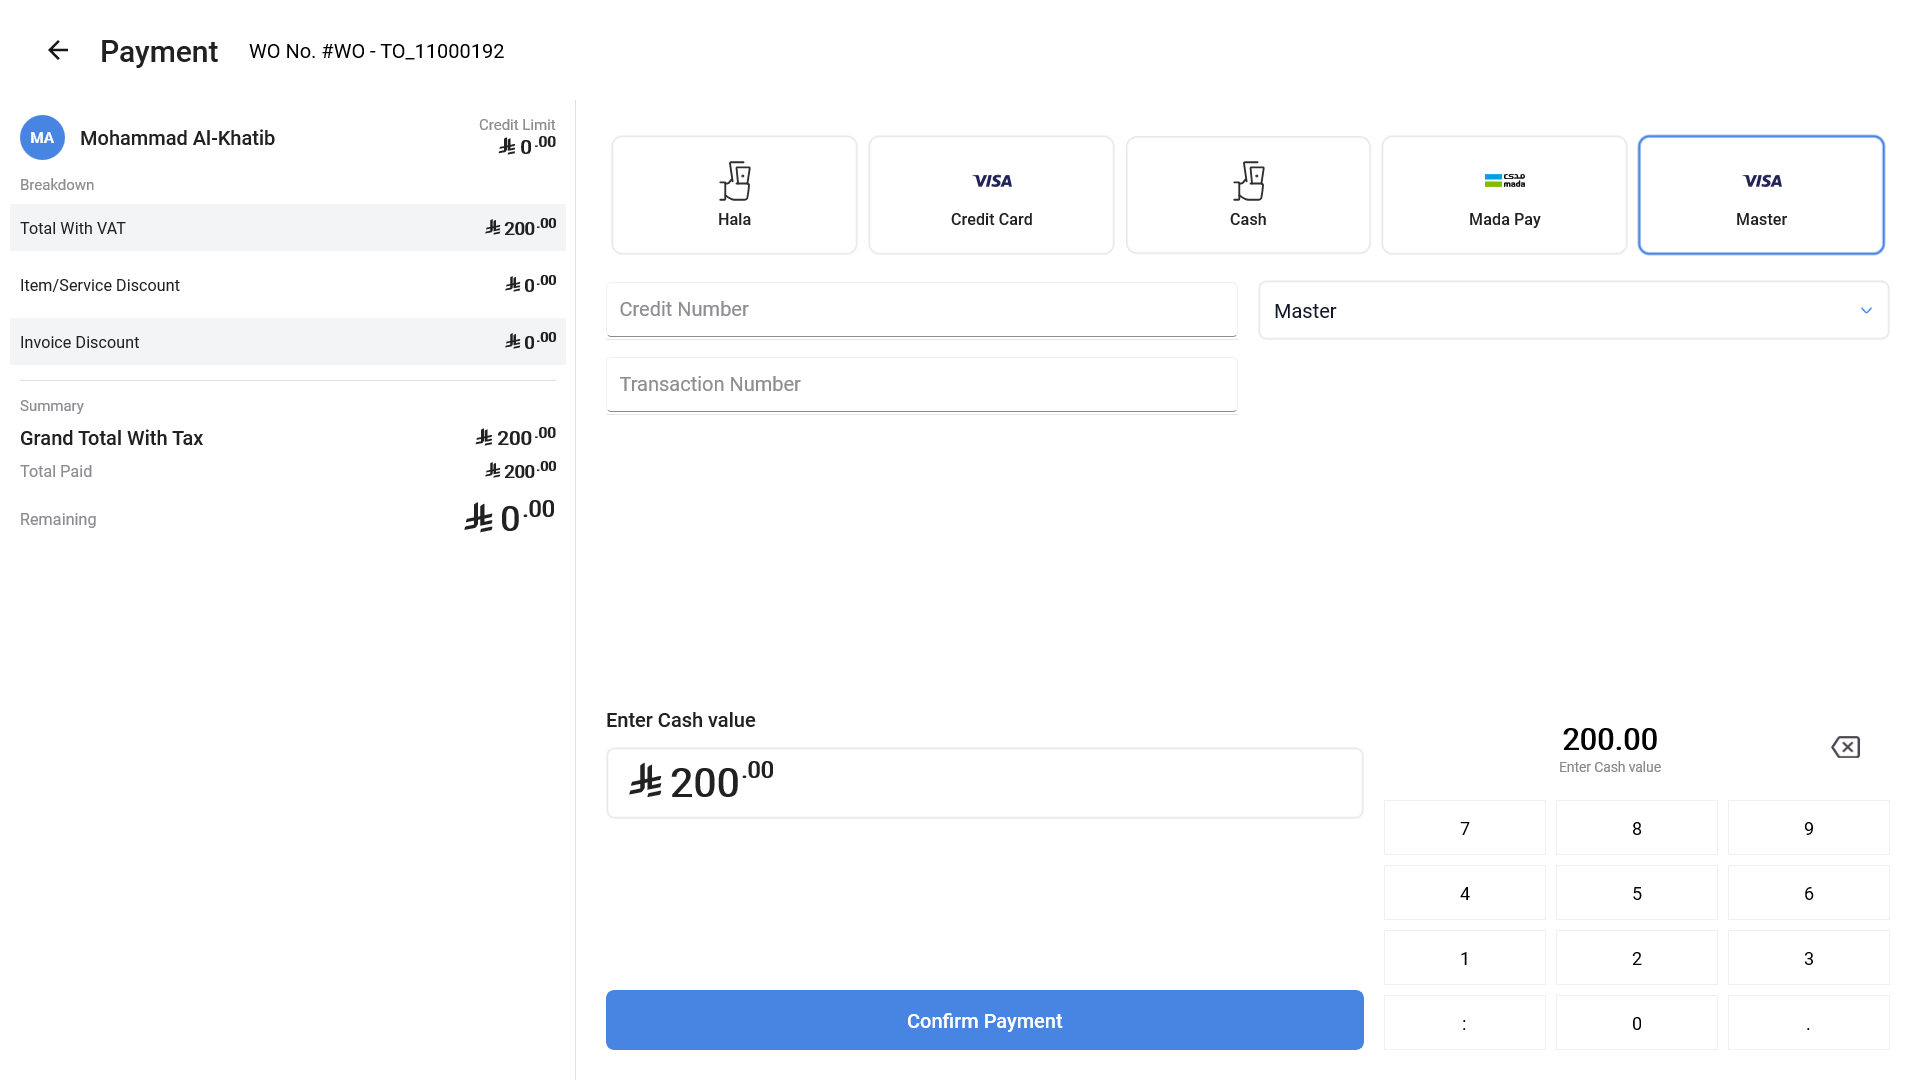 Payment WO No. #WO - TO_11000192
MA Mohammad Al-Khatib
Credit Limit
0.00
Breakdown
Total With VAT 200.00
Item/Service Discount 0.00
Invoice Discount 0.00
Summary
Grand Total With Tax 200.00
Total Paid 200.00
Remaining 0.00
Hala
VISA
Credit Card
Cash
مدى
mada
Mada Pay
VISA
Master
Credit Number
Master
Transaction Number
Enter Cash value
200.00
Confirm Payment
200.00
Enter Cash value
7 8 9
4 5 6
1 2 3
: 0 .